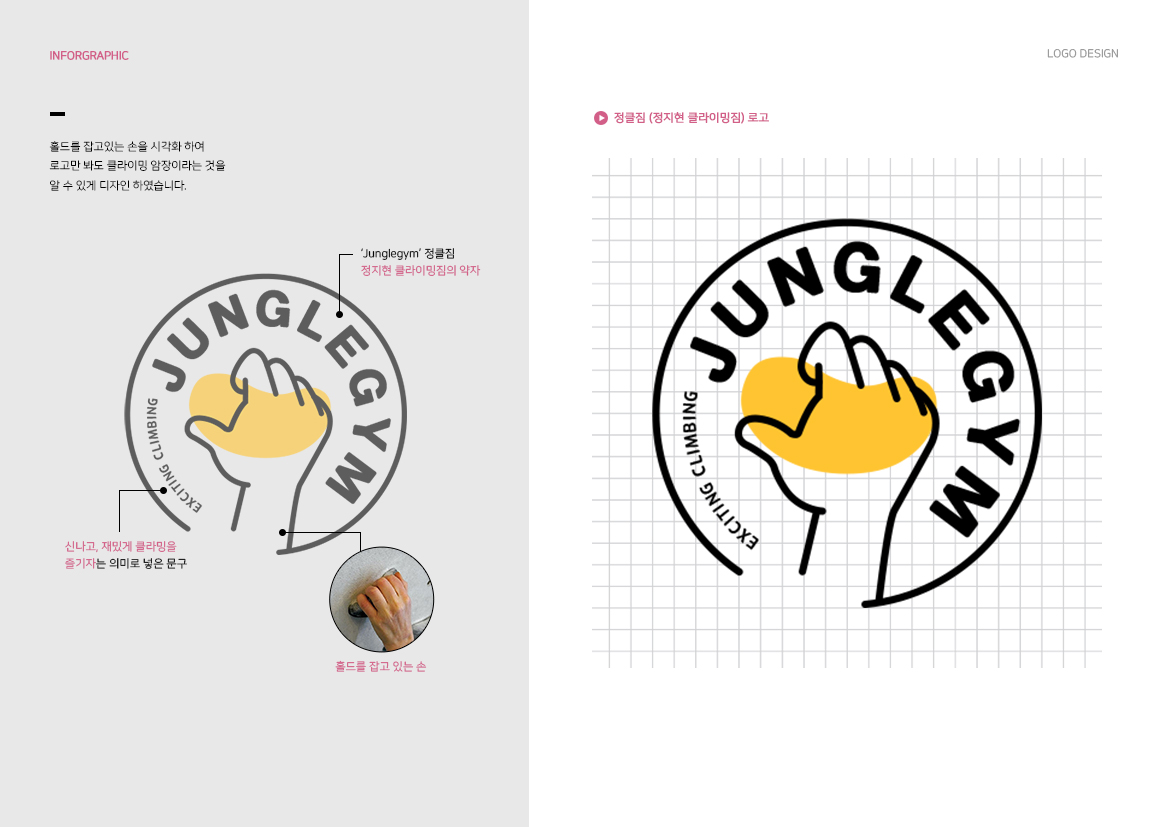 INFORGRAPHIC
홀드를 잡고있는 손을 시각화 하여
로고만 봐도 클라이밍 암장이라는 것을
알 수 있게 디자인 하였습니다.
'Junglegym' 정클짐
정지현 클라이밍짐의 약자
JUNGLEGYM
EXCITING CLIMBING
신나고, 재밌게 클라밍을
즐기자는 의미로 넣은 문구
홀드를 잡고 있는 손
LOGO DESIGN
정클짐 (정지현 클라이밍짐) 로고
JUNGLEGYM
EXCITING CLIMBING